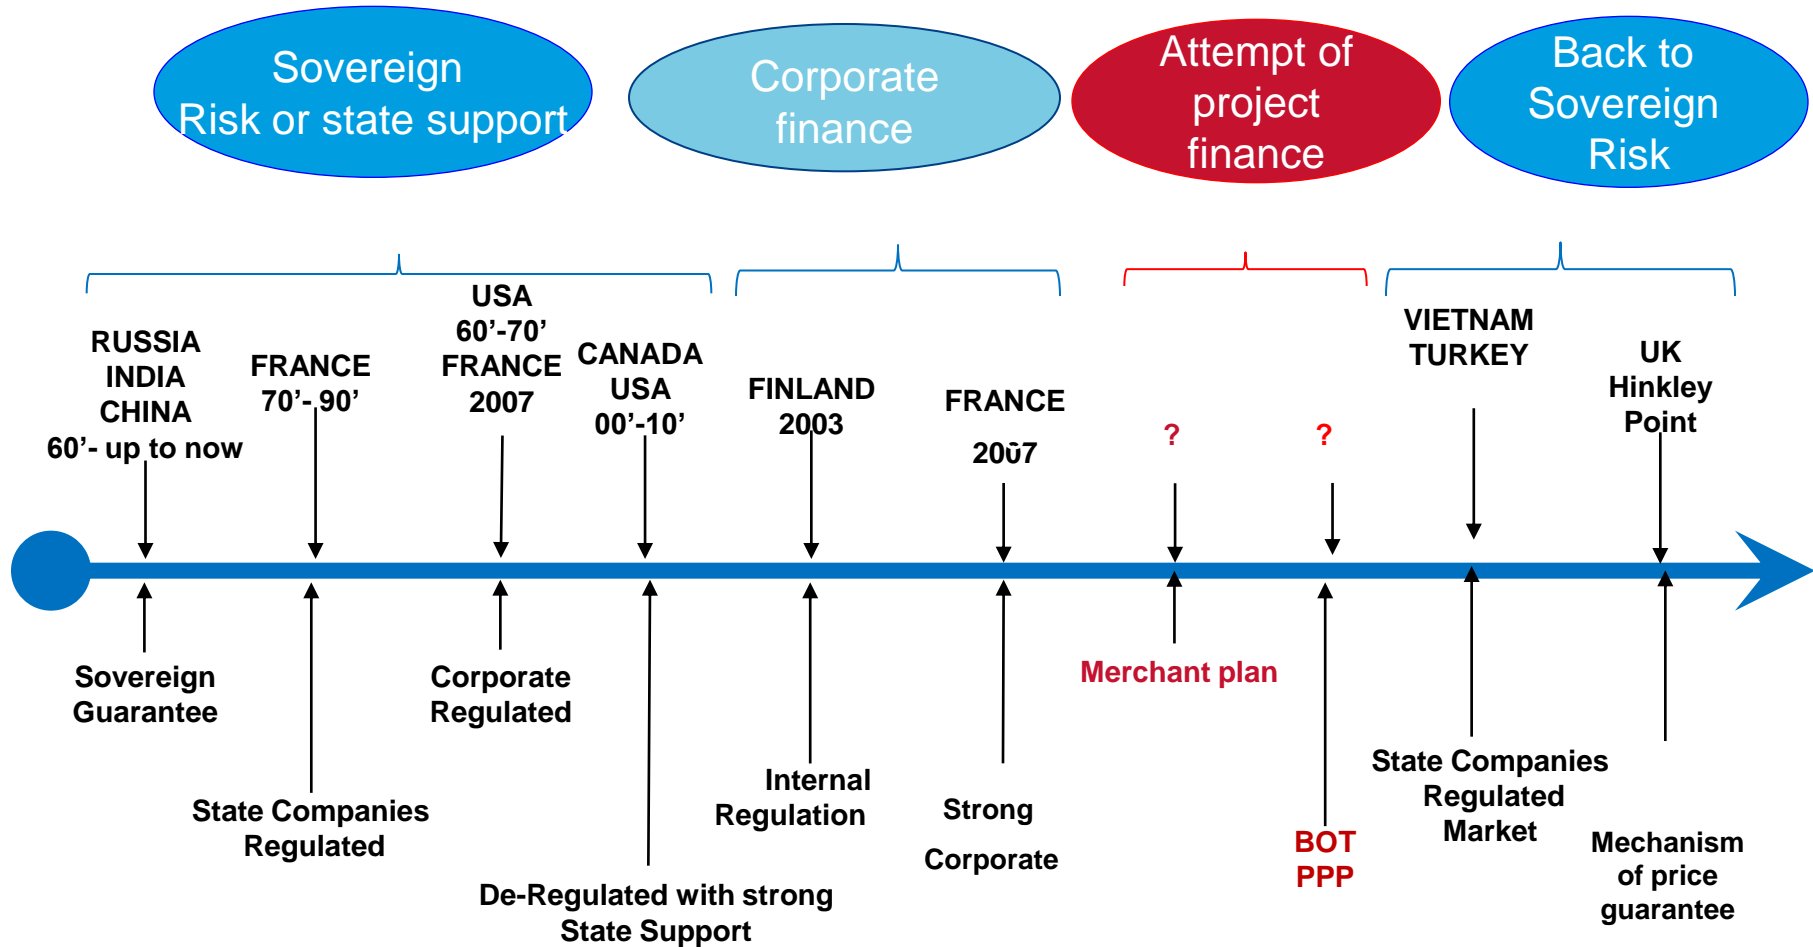 Sovereign
Risk or state support
Corporate
finance
Attempt of
project
finance
Back to
Sovereign
Risk
RUSSIA
INDIA
CHINA
60’- up to now
FRANCE
70’- 90’
USA
60’-70’
FRANCE
2007
CANADA
USA
00’-10’
FINLAND
2003
FRANCE
2007
?
?
VIETNAM
TURKEY
UK
Hinkley
Point
Sovereign
Guarantee
State Companies
Regulated
Corporate
Regulated
De-Regulated with strong
State Support
Internal
Regulation
Strong
Corporate
Merchant plan
BOT
PPP
State Companies
Regulated
Market
Mechanism
of price
guarantee